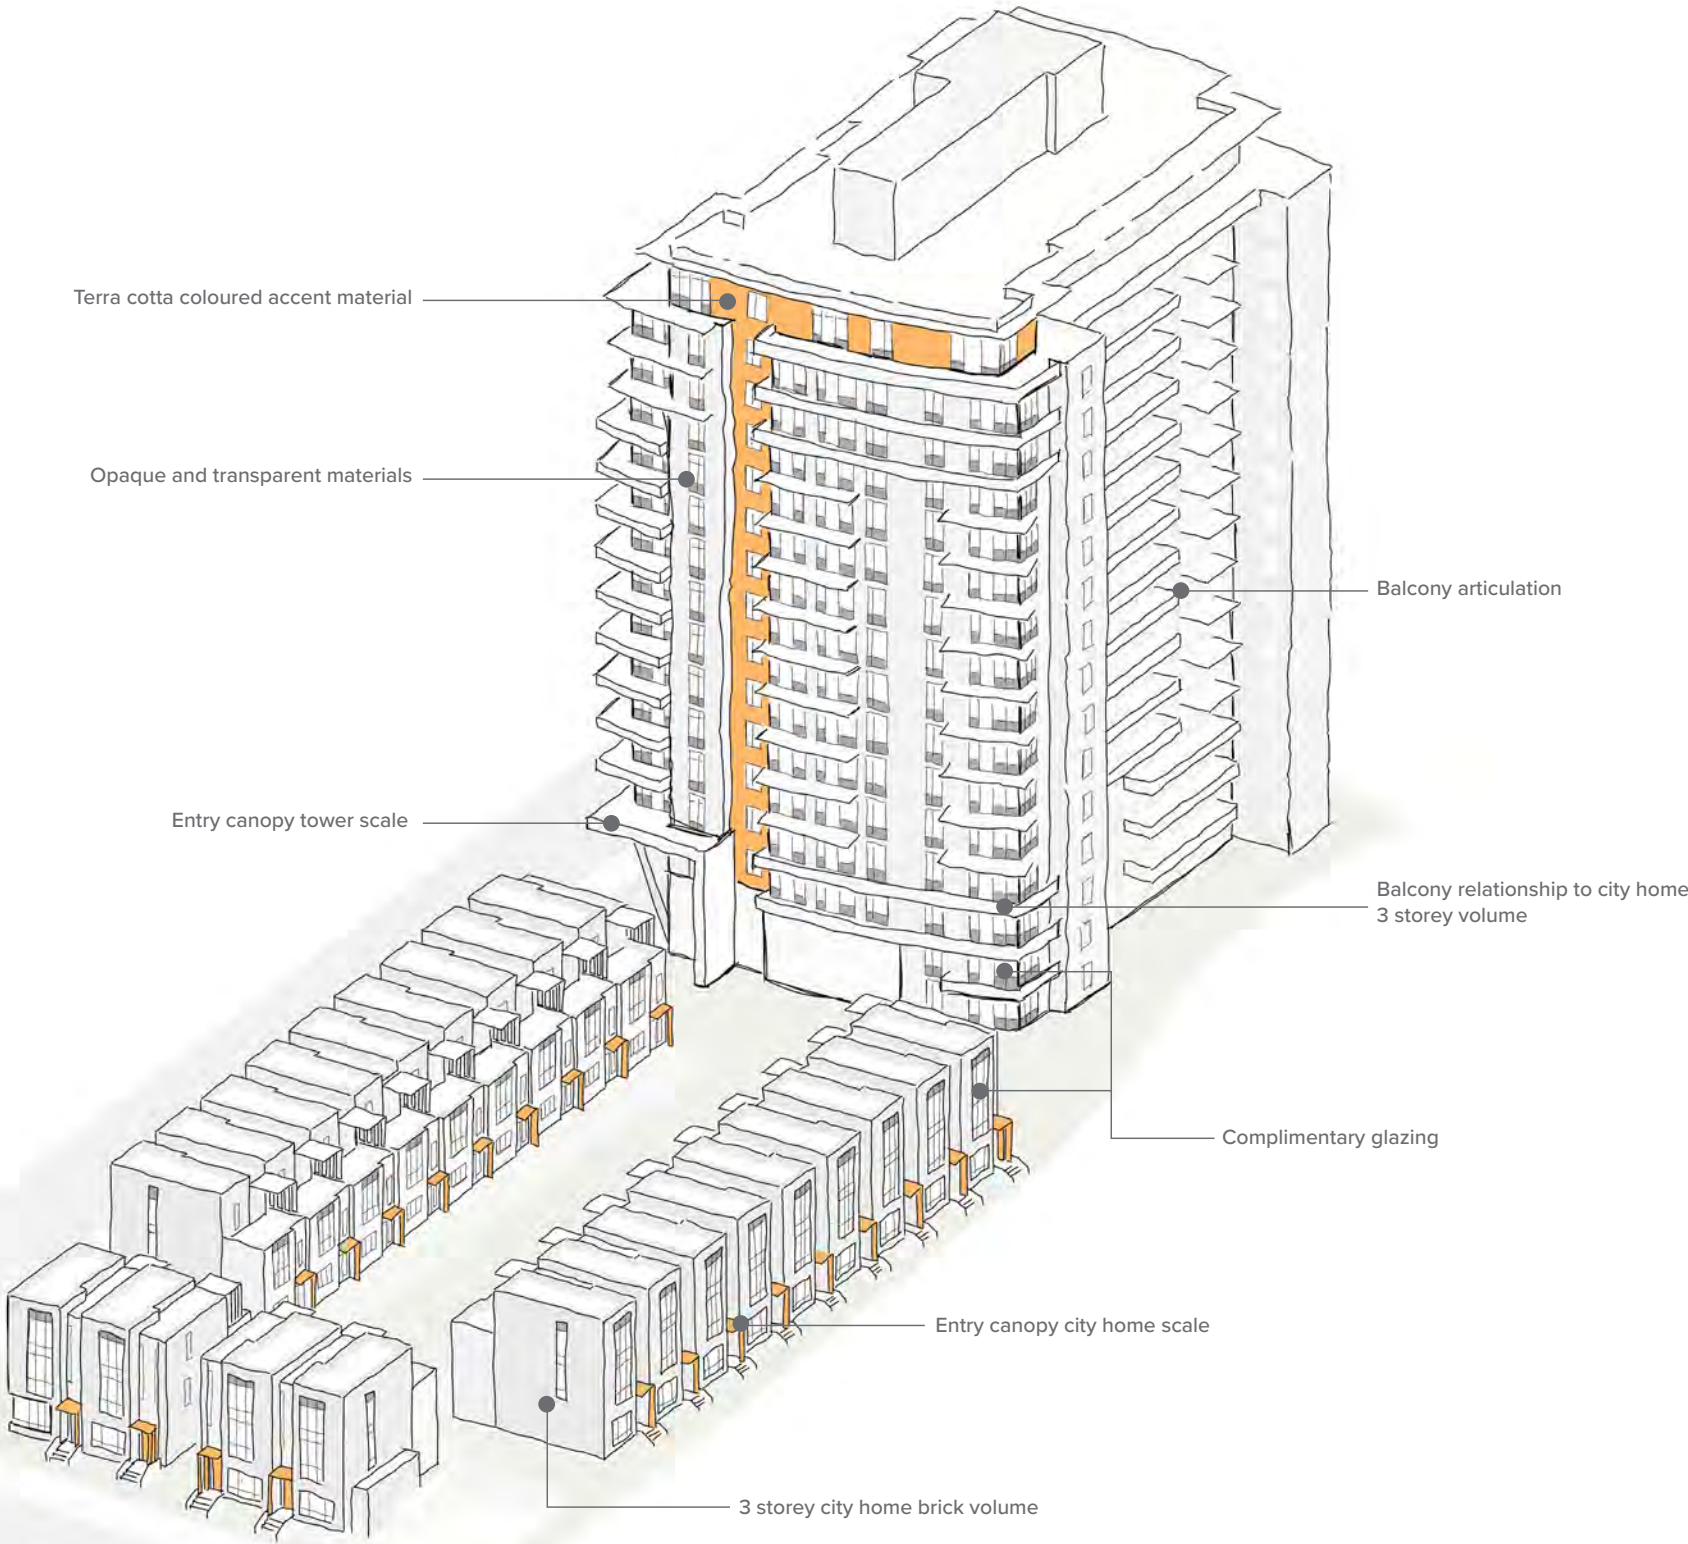 Terra cotta coloured accent material
Opaque and transparent materials
Balcony articulation
Entry canopy tower scale
Balcony relationship to city home
3 storey volume
Complimentary glazing
Entry canopy city home scale
3 storey city home brick volume